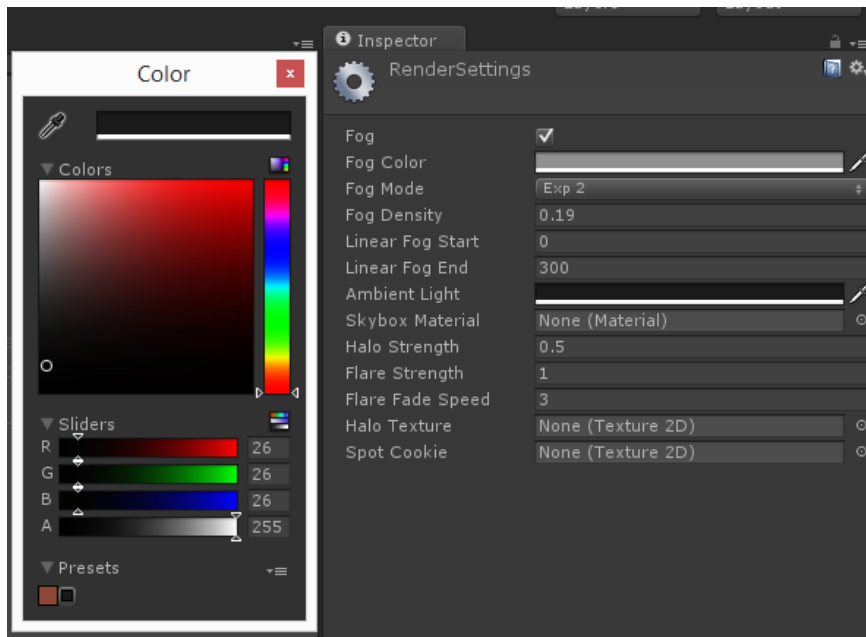 Inspector
Color
x
RenderSettings
Fog
Fog Color
Fog Mode Exp 2
Fog Density 0.19
Linear Fog Start 0
Linear Fog End 300
Ambient Light
Skybox Material None (Material)
Halo Strength 0.5
Flare Strength 1
Flare Fade Speed 3
Halo Texture None (Texture 2D)
Spot Cookie None (Texture 2D)
Colors
Sliders
R 26
G 26
B 26
A 255
Presets